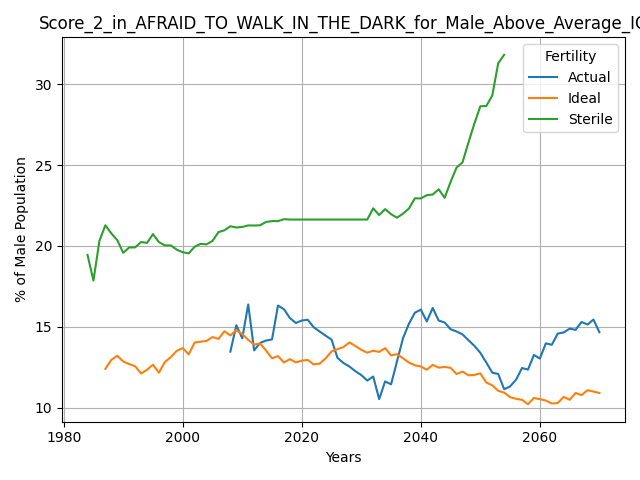 Score_2_in_AFRAID_TO_WALK_IN_THE_DARK_for_Male_Above_Average_IQ
30
25
20
15
10
1980
2000
2020
2040
2060
% of Male Population
Years
Fertility
Actual
Ideal
Sterile